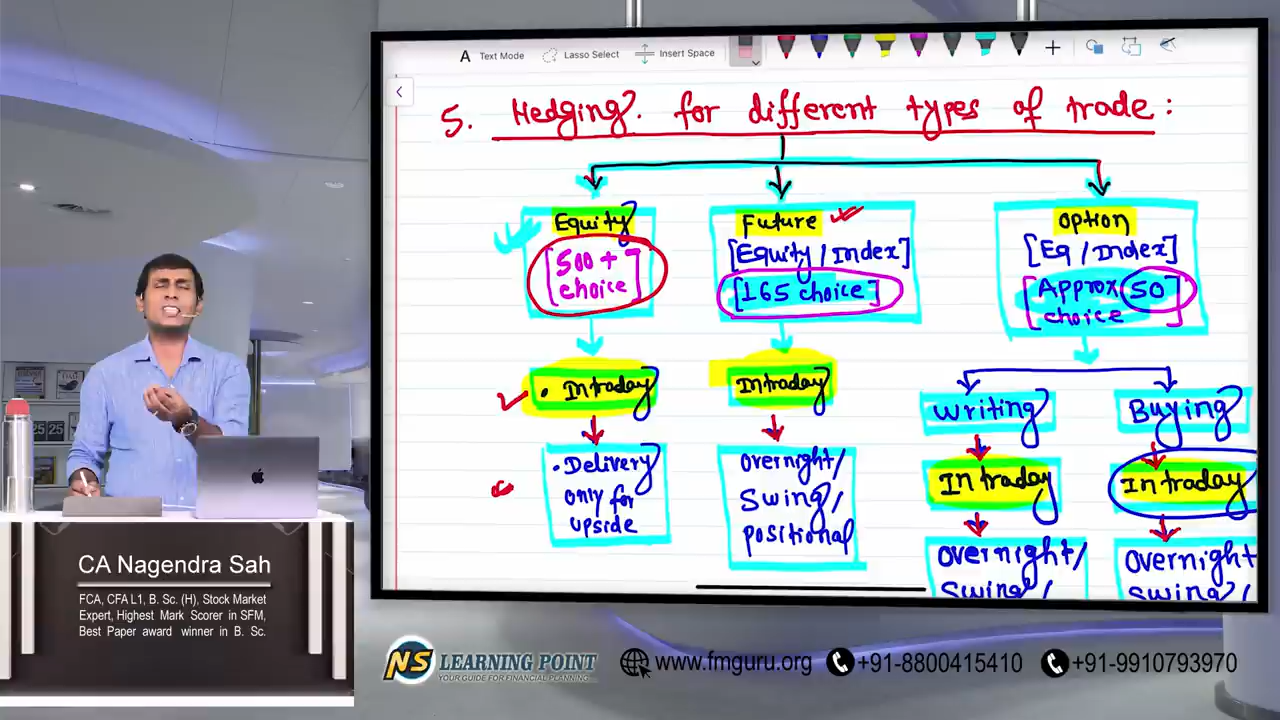 Text Mode
Lasso Select
Insert Space
5. Hedging for different types of trade:
Equity
[500 + choice]
Future
[Equity / Index]
[165 choice]
Option
[Eq / Index]
[Approx 50 choice]
• Intraday
Intraday
Writing
Buying
Intraday
Intraday
• Delivery
only for
upside
overnight/
Swing/
positional
overnight/
Swing/
overnight
Swing/
25 25
CA Nagendra Sah
FCA, CFA L1, B. Sc. (H), Stock Market
Expert, Highest Mark Scorer in SFM,
Best Paper award winner in B. Sc.
NS LEARNING POINT
YOUR GUIDE FOR FINANCIAL PLANNING...
www.fmguru.org
+91-8800415410
+91-9910793970